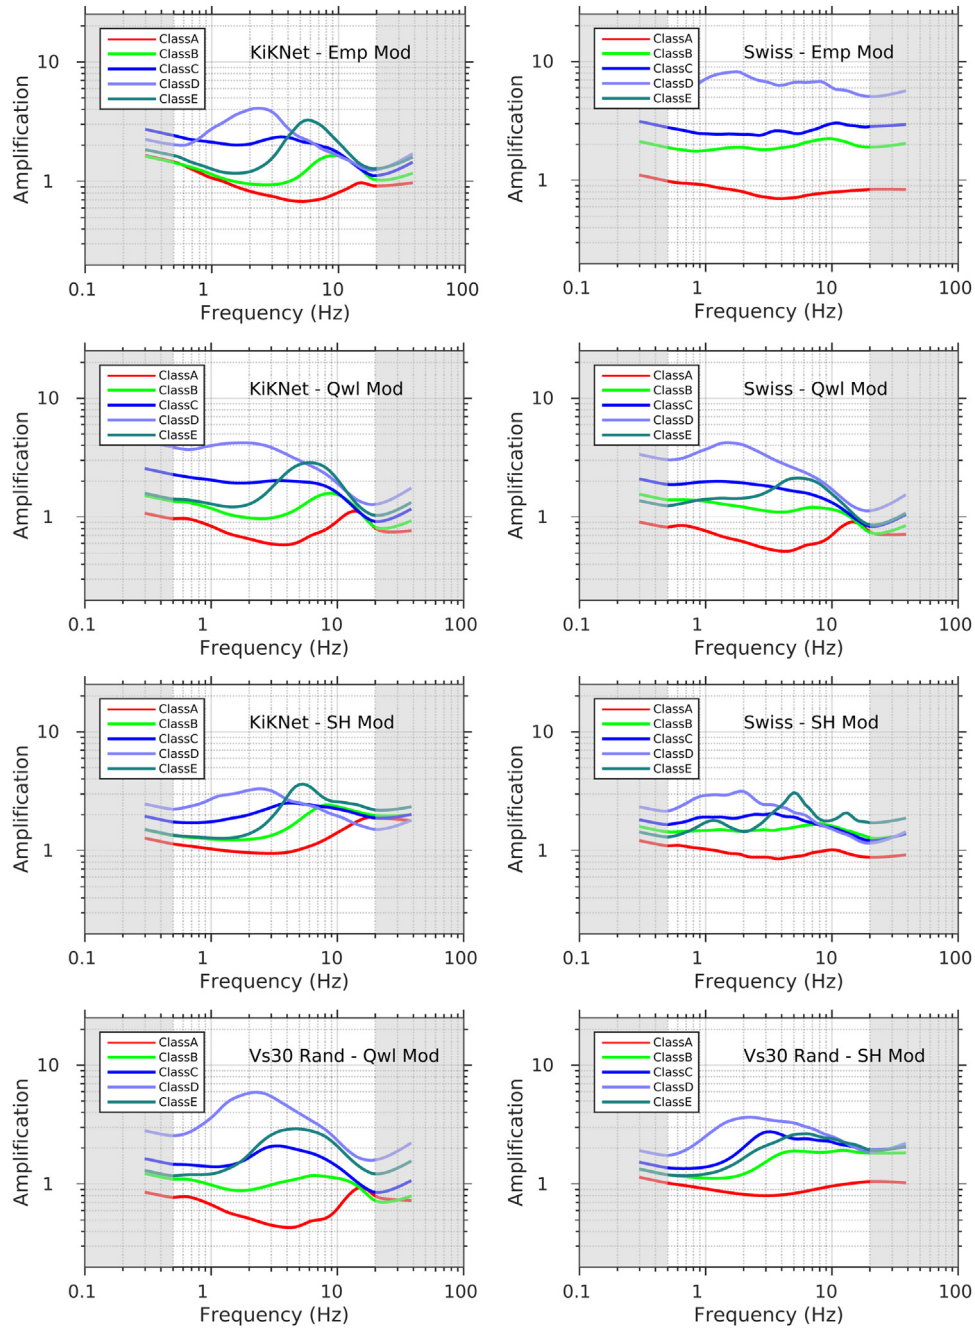 KiKNet - Emp Mod
ClassA
ClassB
ClassC
ClassD
ClassE
Amplification
10
1
0.1
1
10
100
Frequency (Hz)
Swiss - Emp Mod
ClassA
ClassB
ClassC
ClassD
ClassE
Amplification
10
1
0.1
1
10
100
Frequency (Hz)
KiKNet - Qwl Mod
ClassA
ClassB
ClassC
ClassD
ClassE
Amplification
10
1
0.1
1
10
100
Frequency (Hz)
Swiss - Qwl Mod
ClassA
ClassB
ClassC
ClassD
ClassE
Amplification
10
1
0.1
1
10
100
Frequency (Hz)
KiKNet - SH Mod
ClassA
ClassB
ClassC
ClassD
ClassE
Amplification
10
1
0.1
1
10
100
Frequency (Hz)
Swiss - SH Mod
ClassA
ClassB
ClassC
ClassD
ClassE
Amplification
10
1
0.1
1
10
100
Frequency (Hz)
Vs30 Rand - Qwl Mod
ClassA
ClassB
ClassC
ClassD
ClassE
Amplification
10
1
0.1
1
10
100
Frequency (Hz)
Vs30 Rand - SH Mod
ClassA
ClassB
ClassC
ClassD
ClassE
Amplification
10
1
0.1
1
10
100
Frequency (Hz)